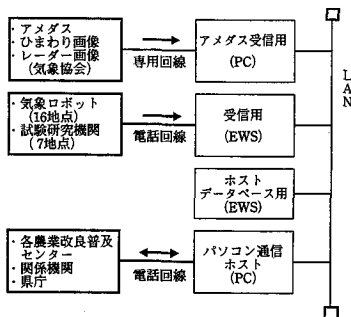 ・アメダス
・ひまわり画像
・レーダー画像
(気象協会)
専用回線
アメダス受信用
(PC)
・気象ロボット
(16地点)
・試験研究機関
(7地点)
電話回線
受信用
(EWS)
ホスト
データベース用
(EWS)
・各農業改良普及
センター
・関係機関
・県庁
電話回線
パソコン通信
ホスト
(PC)
LAN